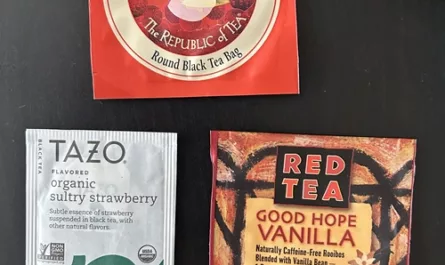 The REPUBLIC of TEA
Round Black Tea Bag
BLACK TEA
TAZO
FLAVORED
organic
sultry strawberry
Subtle essence of strawberry
suspended in black tea, with
other natural flavors.
RED
TEA
GOOD HOPE
VANILLA
Naturally Caffeine-Free Rooibos
Blended with Vanilla Bean